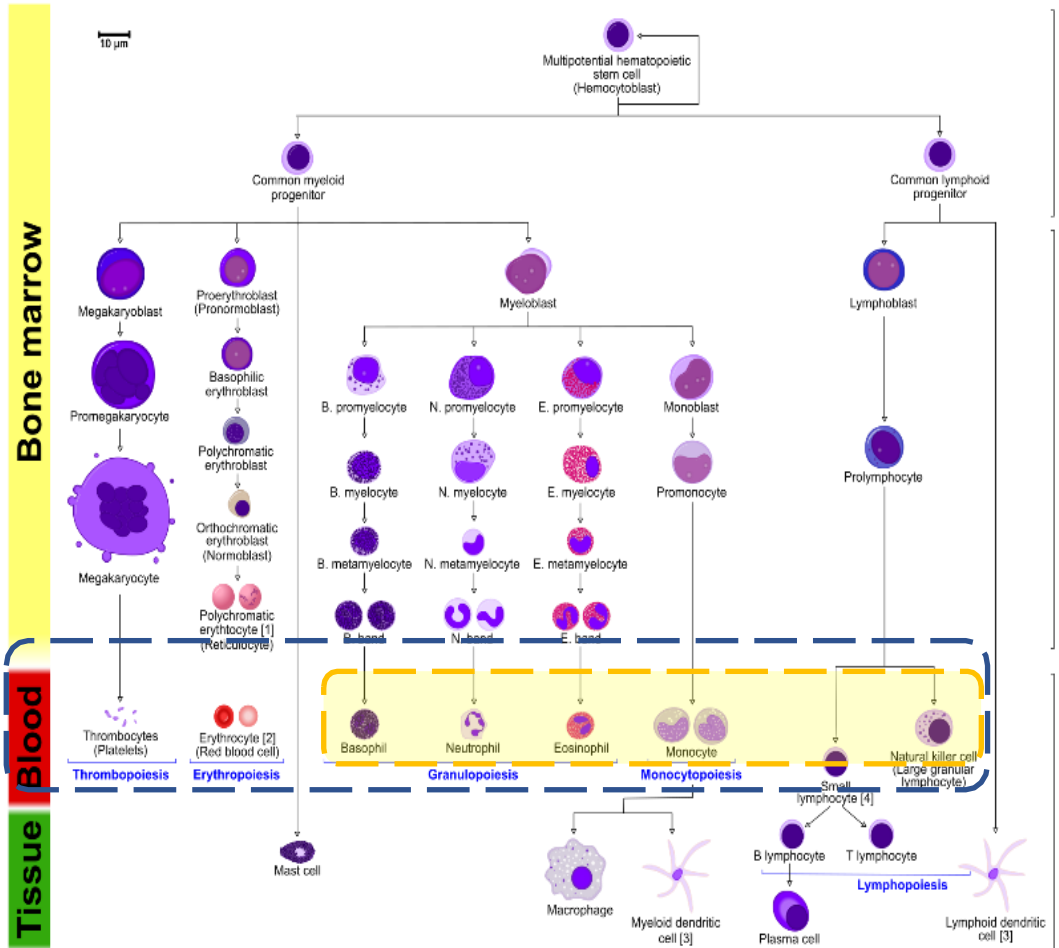 10 µm
Multipotential hematopoietic
stem cell
(Hemocytoblast)
Common myeloid
progenitor
Common lymphoid
progenitor
Bone marrow
Megakaryoblast
Proerythroblast
(Pronormoblast)
Myeloblast
Lymphoblast
Promegakaryocyte
Basophilic
erythroblast
B. promyelocyte
N. promyelocyte
E. promyelocyte
Monoblast
Polychromatic
erythroblast
B. myelocyte
N. myelocyte
E. myelocyte
Promonocyte
Prolymphocyte
Orthochromatic
erythroblast
(Normoblast)
B. metamyelocyte
N. metamyelocyte
E. metamyelocyte
Megakaryocyte
Polychromatic
erythtocyte [1]
(Reticulocyte)
B. band
N. band
E. band
Blood
Thrombocytes
(Platelets)
Erythrocyte [2]
(Red blood cell)
Basophil
Neutrophil
Eosinophil
Monocyte
Natural killer cell
(Large granular
lymphocyte)
Thrombopoiesis
Erythropoiesis
Granulopoiesis
Monocytopoiesis
Small
lymphocyte [4]
Tissue
Mast cell
Macrophage
Myeloid dendritic
cell [3]
B lymphocyte
T lymphocyte
Lymphopoiesis
Plasma cell
Lymphoid dendritic
cell [3]